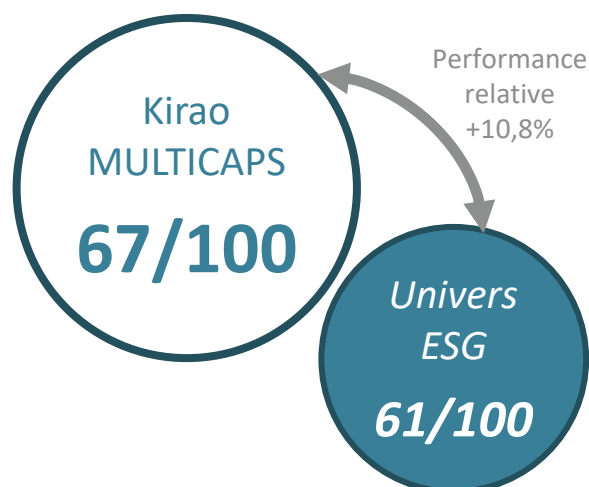 Kirao
MULTICAPS
67/100
Performance
relative
+10,8%
Univers
ESG
61/100